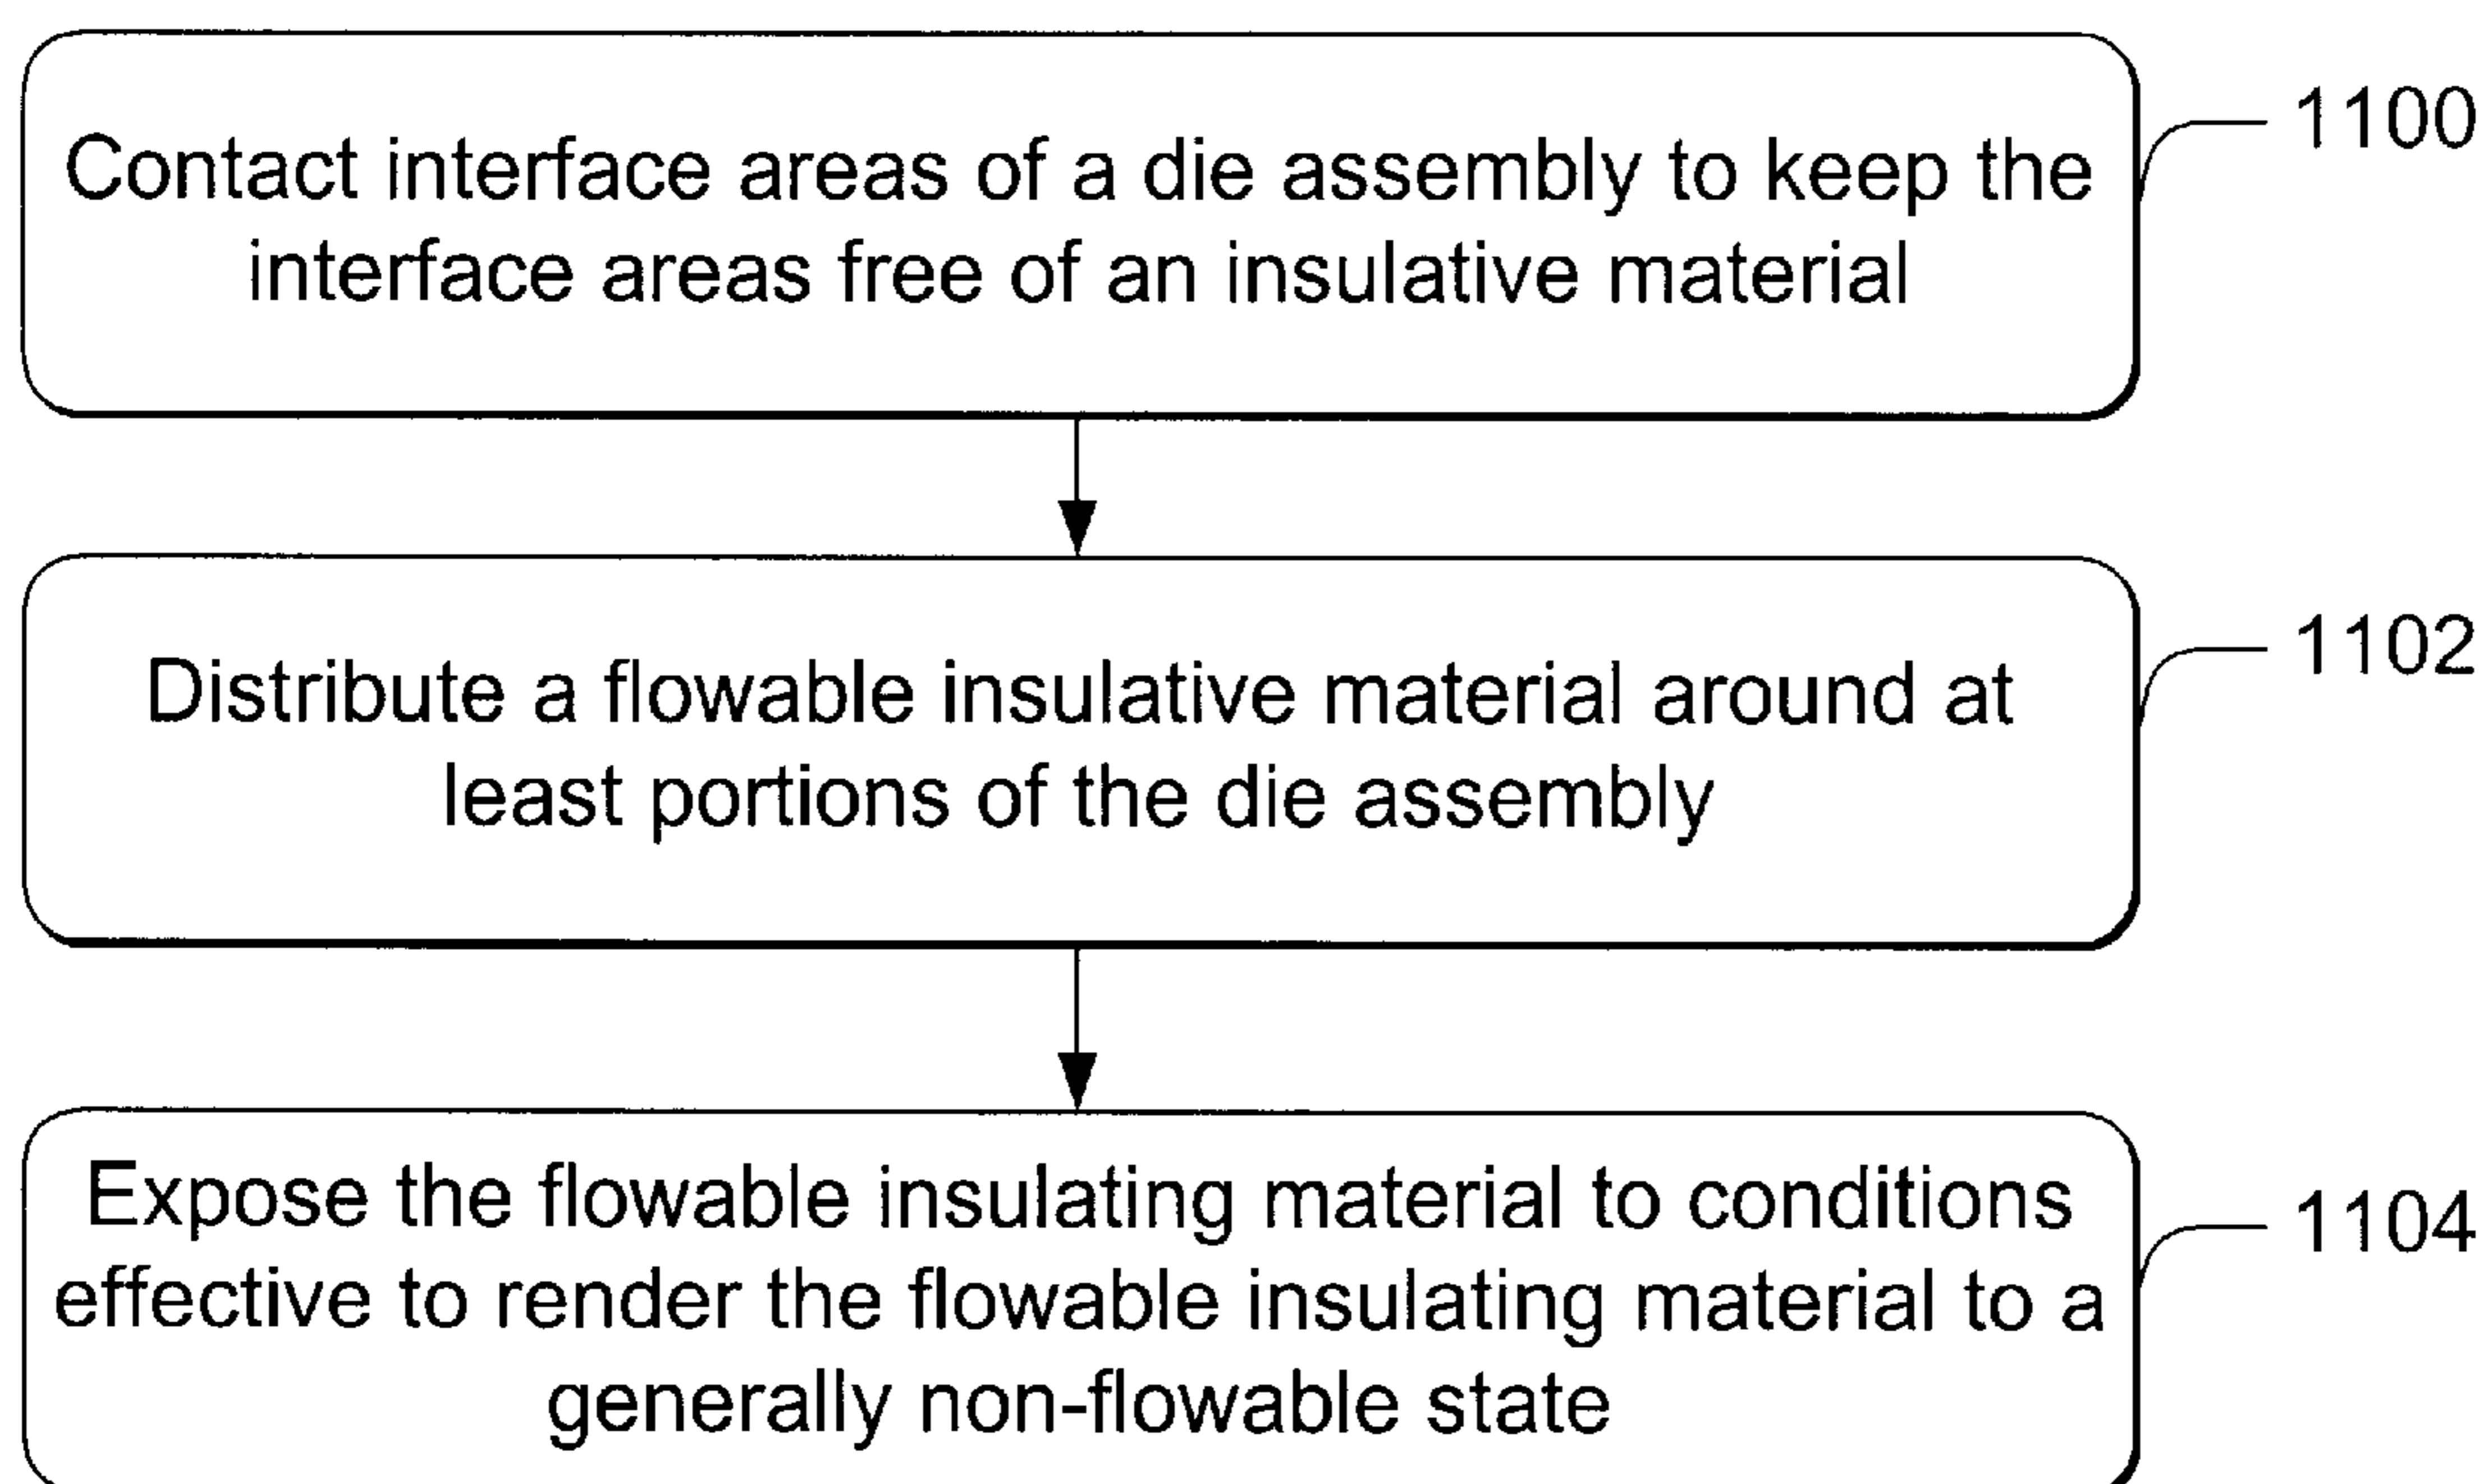 Contact interface areas of a die assembly to keep the
interface areas free of an insulative material
1100
Distribute a flowable insulative material around at
least portions of the die assembly
1102
Expose the flowable insulating material to conditions
effective to render the flowable insulating material to a
generally non-flowable state
1104